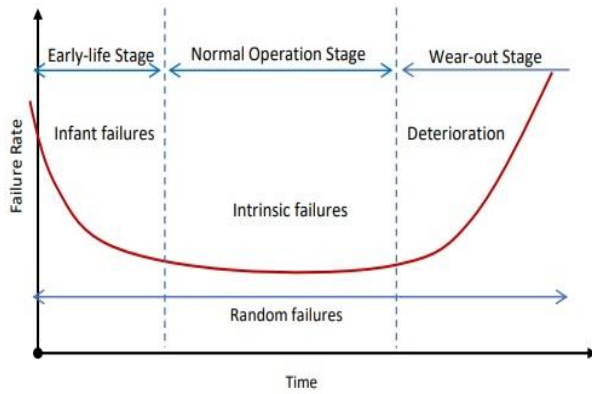 Early-life Stage
Normal Operation Stage
Wear-out Stage
Failure Rate
Infant failures
Deterioration
Intrinsic failures
Random failures
Time